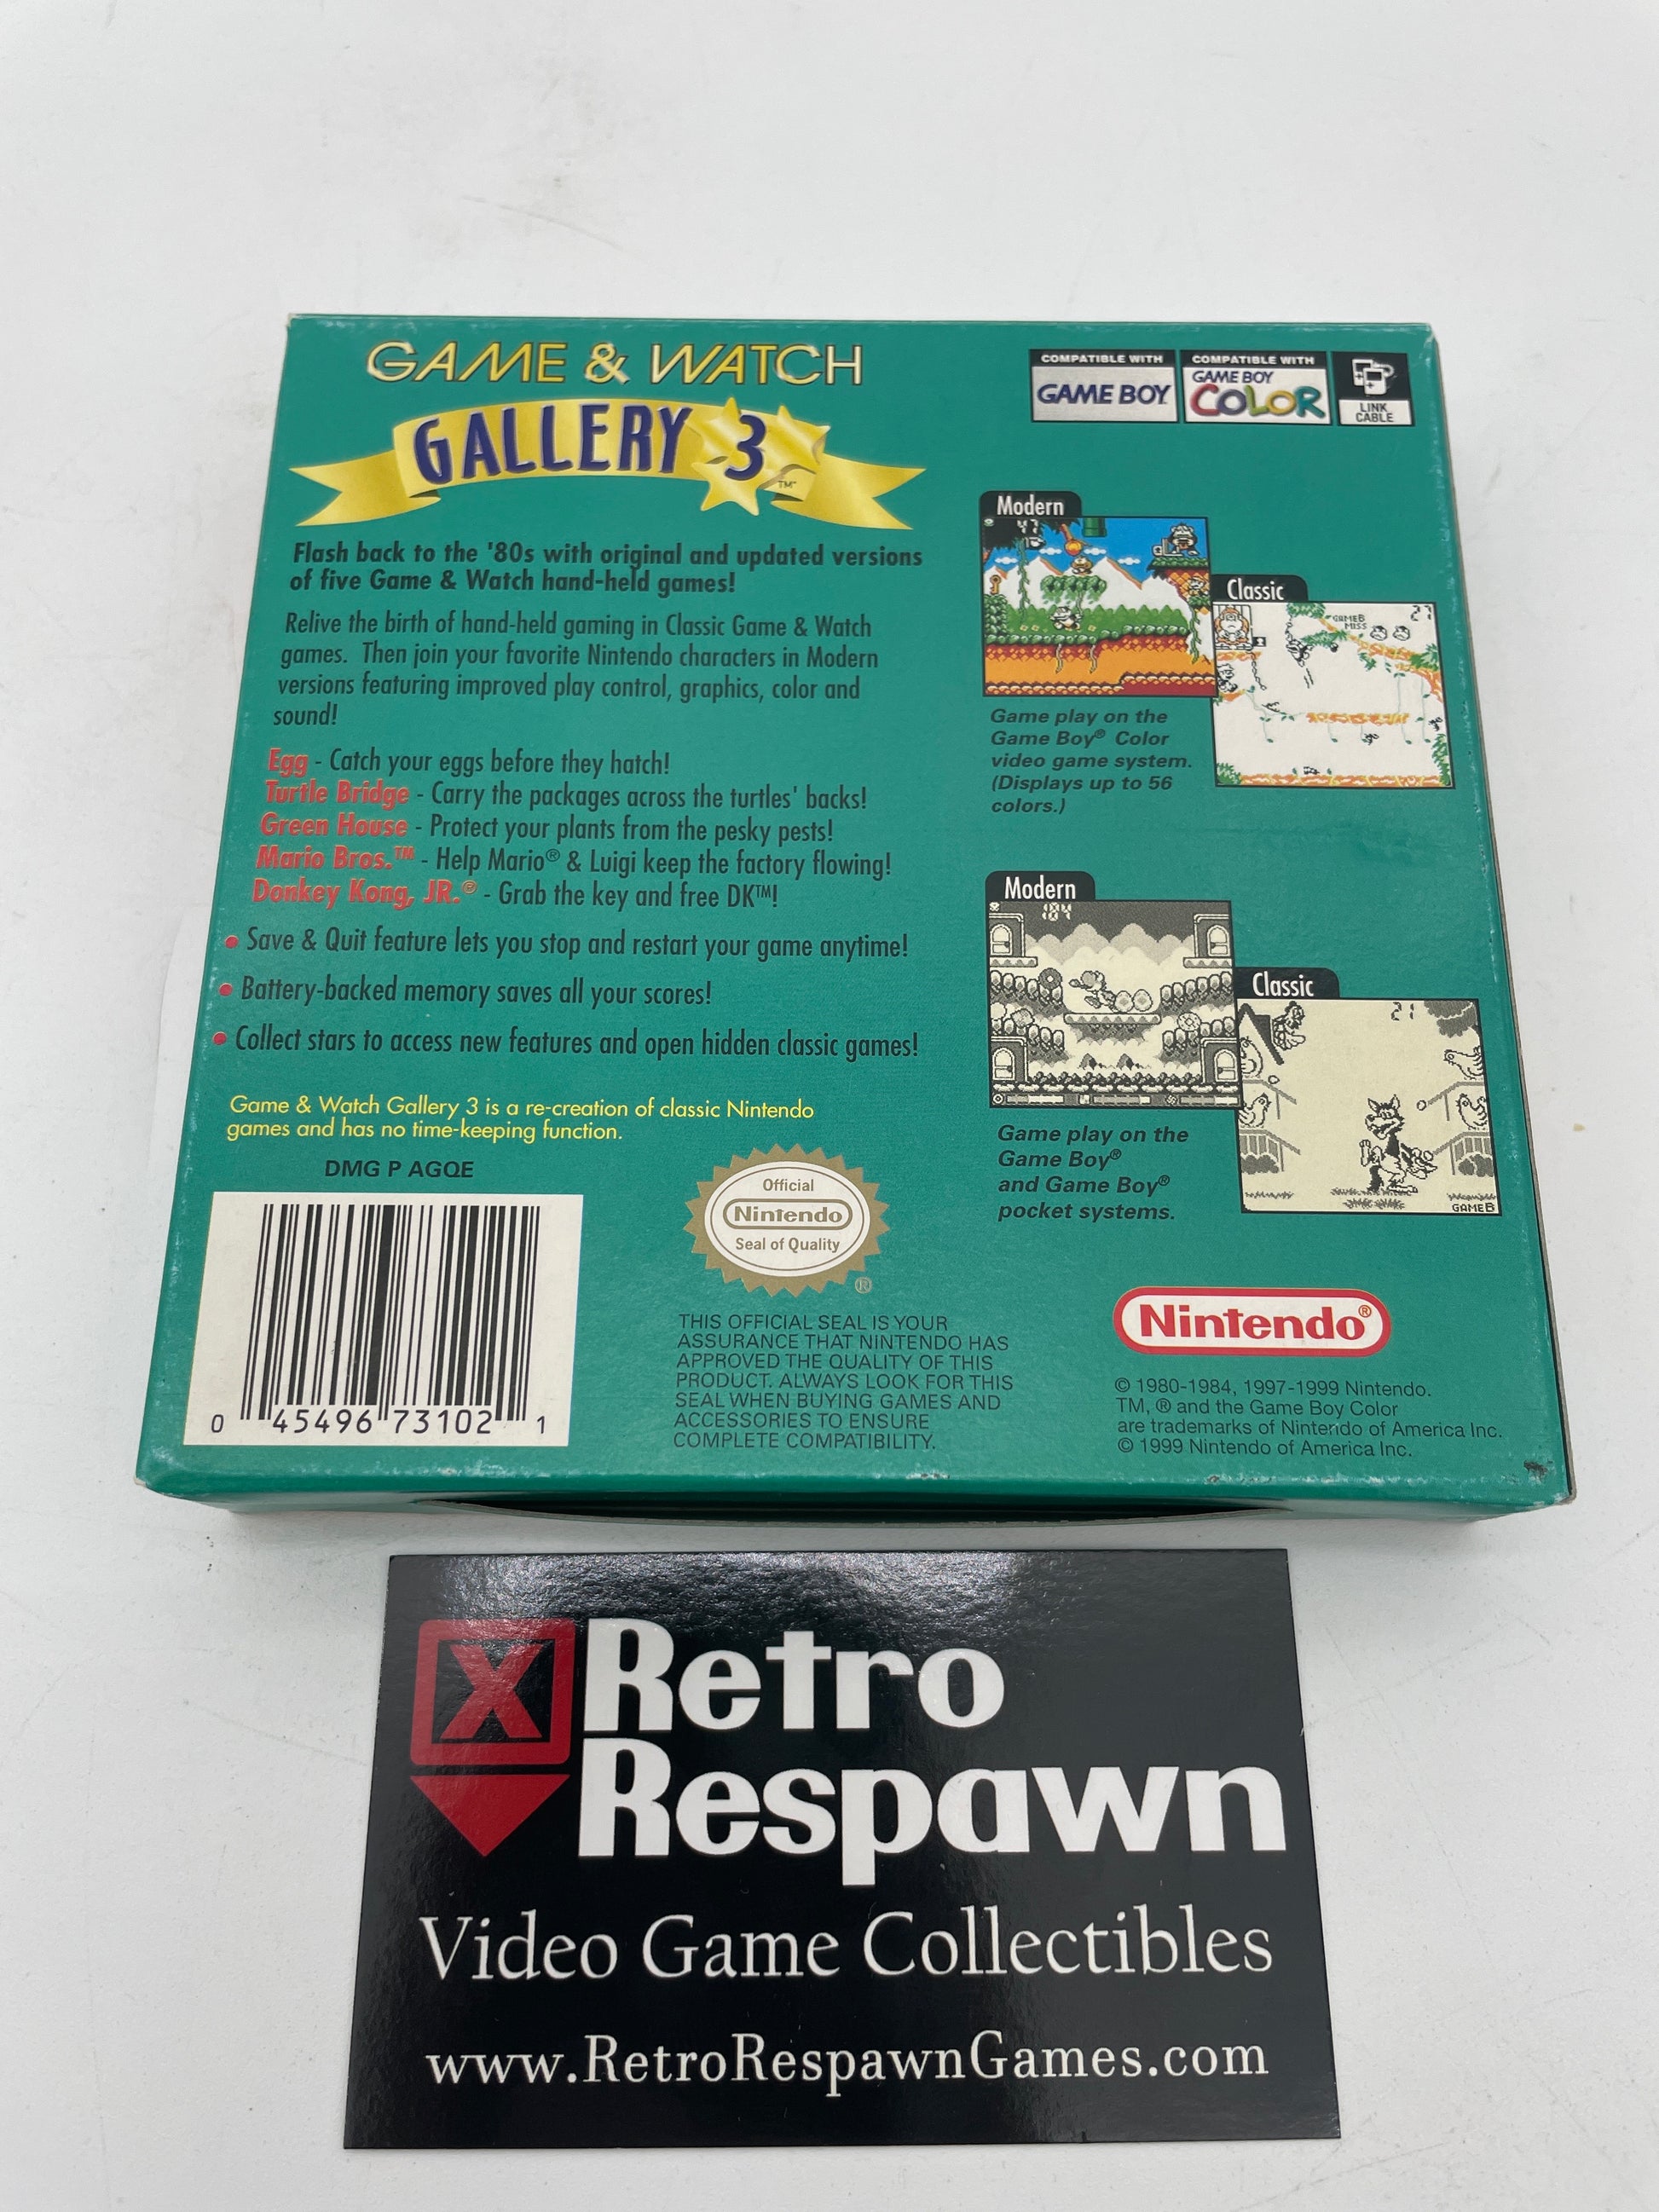 GAME & WATCH
GALLERY 3
TM
COMPATIBLE WITH
GAME BOY
COMPATIBLE WITH
GAME BOY
COLOR
LINK
CABLE
Flash back to the '80s with original and updated versions
of five Game & Watch hand-held games!
Relive the birth of hand-held gaming in Classic Game & Watch
games. Then join your favorite Nintendo characters in Modern
versions featuring improved play control, graphics, color and
sound!
Egg - Catch your eggs before they hatch!
Turtle Bridge - Carry the packages across the turtles' backs!
Green House - Protect your plants from the pesky pests!
Mario Bros.™ - Help Mario® & Luigi keep the factory flowing!
Donkey Kong, JR.® - Grab the key and free DK™!
• Save & Quit feature lets you stop and restart your game anytime!
• Battery-backed memory saves all your scores!
• Collect stars to access new features and open hidden classic games!
Game & Watch Gallery 3 is a re-creation of classic Nintendo
games and has no time-keeping function.
DMG P AGQE
0 45496 73102 1
Modern
47
Classic
GAME B
MISS
27
Game play on the
Game Boy® Color
video game system.
(Displays up to 56
colors.)
Modern
184
Classic
21
GAME B
Game play on the
Game Boy®
and Game Boy®
pocket systems.
Official
Nintendo
Seal of Quality
®
THIS OFFICIAL SEAL IS YOUR
ASSURANCE THAT NINTENDO HAS
APPROVED THE QUALITY OF THIS
PRODUCT. ALWAYS LOOK FOR THIS
SEAL WHEN BUYING GAMES AND
ACCESSORIES TO ENSURE
COMPLETE COMPATIBILITY.
Nintendo®
© 1980-1984, 1997-1999 Nintendo.
TM, ® and the Game Boy Color
are trademarks of Nintendo of America Inc.
© 1999 Nintendo of America Inc.
X
Retro
Respawn
Video Game Collectibles
www.RetroRespawnGames.com